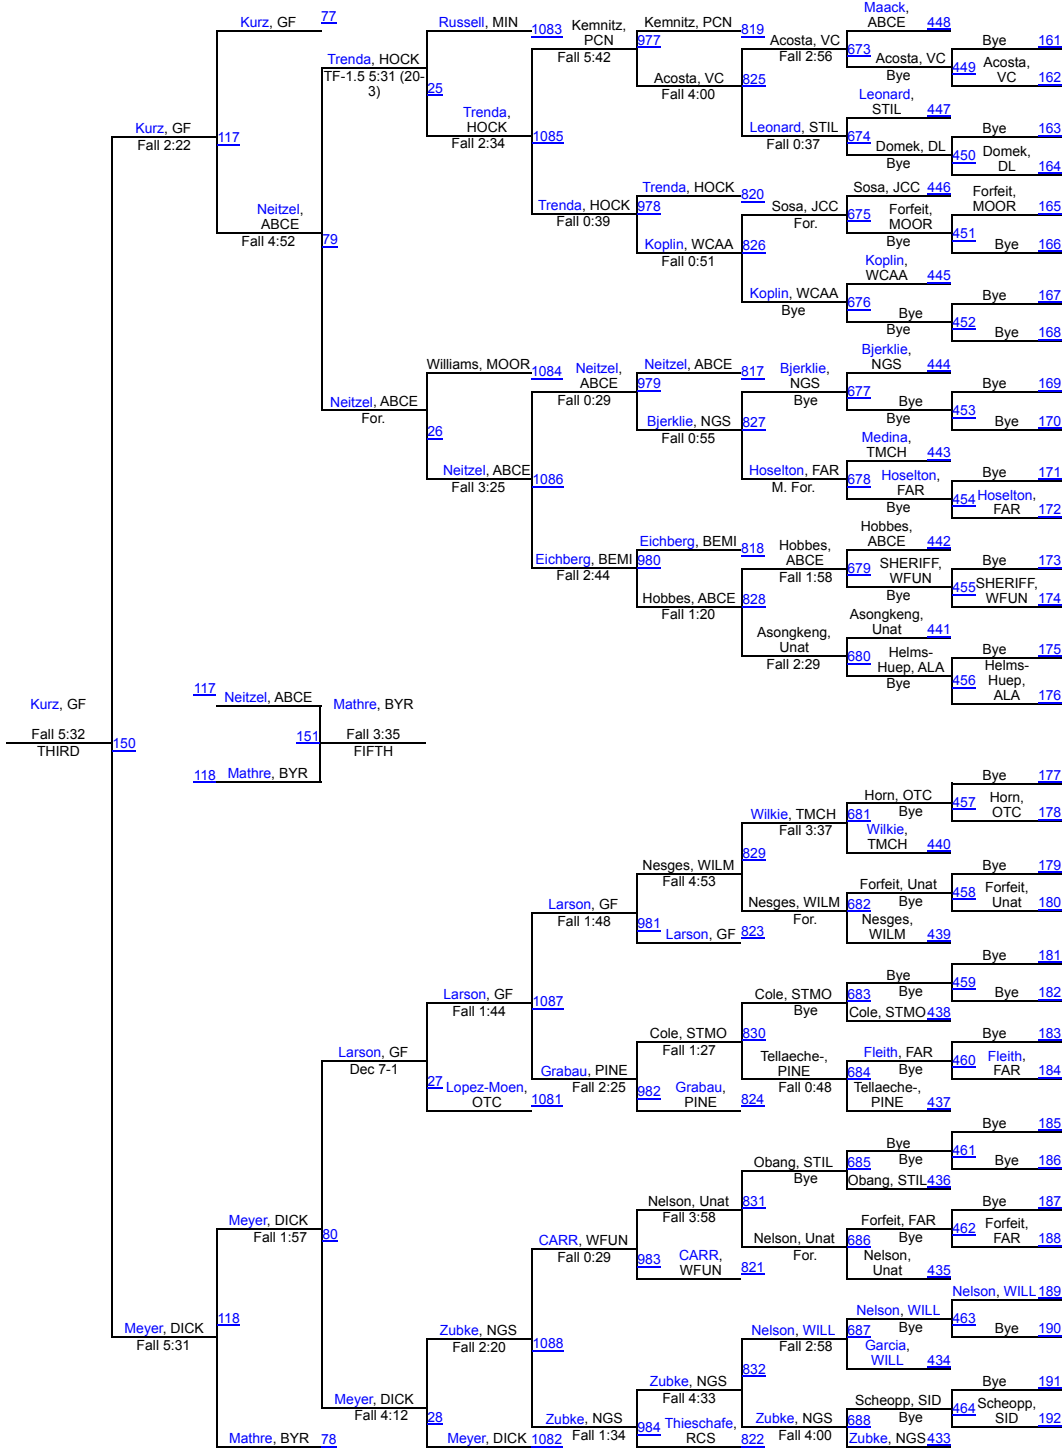 Kurz, GF 77
Trenda, HOCK
TF-1.5 5:31 (20-
3)
Kurz, GF
Fall 2:22
117
Neitzel,
ABCE
Fall 4:52
79
Russell, MIN 1083
25
Trenda,
HOCK
Fall 2:34
1085
Kemnitz,
PCN
Fall 5:42
977
Kemnitz, PCN 819
Acosta, VC
Fall 4:00
825
Acosta, VC
Fall 2:56
673
Maack,
ABCE 448
Acosta, VC
Bye
449
Bye 161
Acosta,
VC 162
Leonard, STIL
Fall 0:37
674
Leonard,
STIL 447
Domek, DL
Bye
450
Bye 163
Domek,
DL 164
Trenda, HOCK
Fall 0:39
978
Trenda, HOCK 820
Koplin, WCAA
Fall 0:51
826
Sosa, JCC
For.
675
Sosa, JCC 446
Forfeit,
MOOR
Bye
451
Forfeit,
MOOR 165
Bye 166
Koplin, WCAA
Bye
676
Koplin,
WCAA 445
Bye
Bye
452
Bye 167
Bye 168
Neitzel, ABCE
For.
26
Williams, MOOR 1084
Neitzel, ABCE
Fall 3:25
1086
Neitzel,
ABCE
Fall 0:29
979
Neitzel, ABCE 817
Bjerklie, NGS
Fall 0:55
827
Bjerklie,
NGS
Bye
677
Bjerklie,
NGS 444
Bye
Bye
453
Bye 169
Bye 170
Hoselton, FAR
M. For.
678
Medina,
TMCH 443
Hoselton,
FAR
Bye
454
Bye 171
Hoselton,
FAR 172
Eichberg, BEMI
Fall 2:44
980
Eichberg, BEMI 818
Hobbes, ABCE
Fall 1:20
828
Hobbes,
ABCE
Fall 1:58
679
Hobbes,
ABCE 442
SHERIFF,
WFUN
Bye
455
Bye 173
SHERIFF,
WFUN 174
Asongkeng,
Unat
Fall 2:29
680
Asongkeng,
Unat 441
Helms-
Huep, ALA
Bye
456
Bye 175
Helms-
Huep,
ALA 176
Kurz, GF
Fall 5:32
THIRD
150
117 Neitzel, ABCE
151
118 Mathre, BYR
Mathre, BYR
Fall 3:35
FIFTH
Bye 177
Horn,
OTC 178
457
Horn, OTC
Bye
681
Wilkie,
TMCH 440
Wilkie, TMCH
Fall 3:37
829
Nesges, WILM
Fall 4:53
Bye 179
Forfeit,
Unat 180
458
Forfeit, Unat
Bye
682
Nesges,
WILM 439
Nesges, WILM
For.
981
Larson, GF 823
Larson, GF
Fall 1:48
Bye 181
Bye 182
459
Bye
Bye
683
Cole, STMO 438
Cole, STMO
Bye
830
Cole, STMO
Fall 1:27
Bye 183
Fleith,
FAR 184
460
Fleith, FAR
Bye
684
Tellaeche-,
PINE 437
Tellaeche-,
PINE
Fall 0:48
982
Grabau,
PINE 824
Grabau, PINE
Fall 2:25
1087
Larson, GF
Fall 1:44
27
Lopez-Moen,
OTC 1081
Larson, GF
Dec 7-1
80
Meyer, DICK
Fall 1:57
Bye 185
Bye 186
461
Bye
Bye
685
Obang, STIL 436
Obang, STIL
Bye
831
Nelson, Unat
Fall 3:58
Bye 187
Forfeit,
FAR 188
462
Forfeit, FAR
Bye
686
Nelson,
Unat 435
Nelson, Unat
For.
983
CARR,
WFUN 821
CARR, WFUN
Fall 0:29
1088
Zubke, NGS
Fall 2:20
Nelson, WILL 189
Bye 190
463
Nelson, WILL
Bye
687
Garcia,
WILL 434
Nelson, WILL
Fall 2:58
832
Zubke, NGS
Fall 4:33
Bye 191
Scheopp,
SID 192
464
Scheopp, SID
Bye
688
Zubke, NGS 433
Zubke, NGS
Fall 4:00
984
Thieschafe,
RCS 822
Zubke, NGS
Fall 1:34
28
Meyer, DICK 1082
Meyer, DICK
Fall 4:12
118
Meyer, DICK
Fall 5:31
Mathre, BYR 78